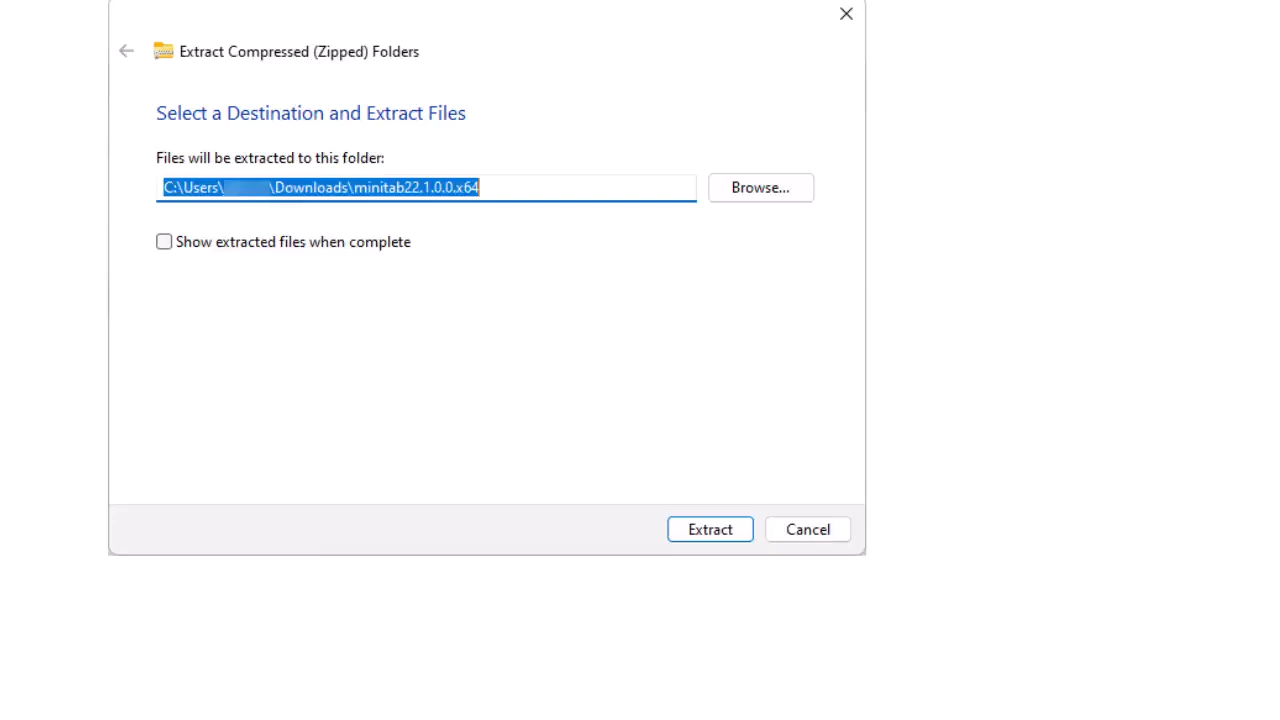 Extract Compressed (Zipped) Folders
Select a Destination and Extract Files
Files will be extracted to this folder:
C:\Users\ \Downloads\minitab22.1.0.0.x64
Browse...
Show extracted files when complete
Extract
Cancel